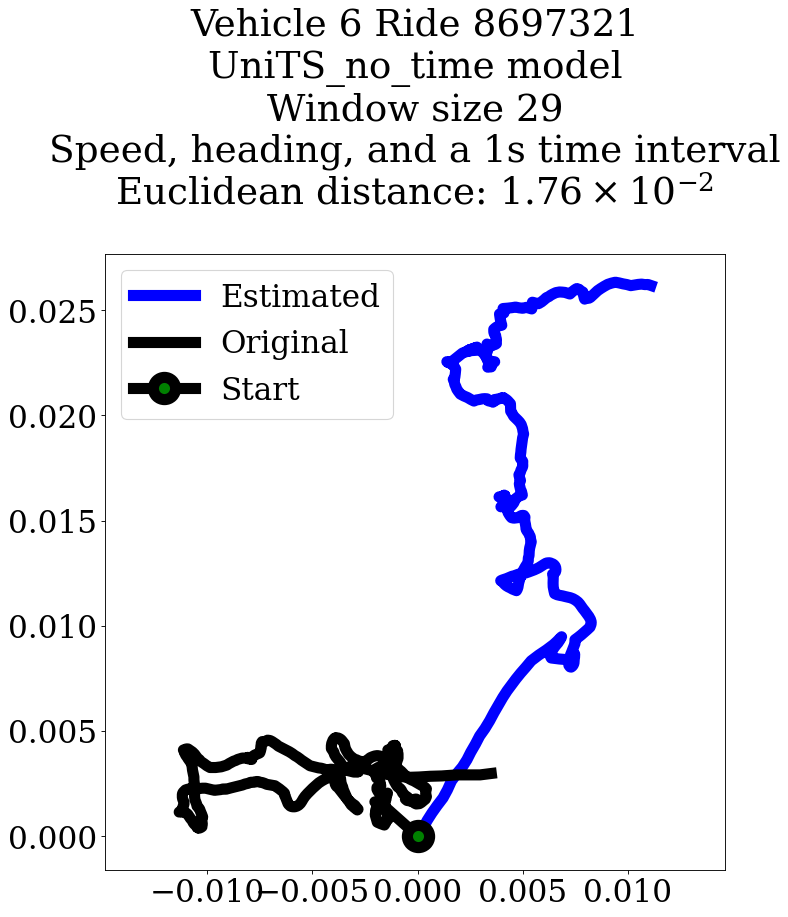 Vehicle 6 Ride 8697321
UniTS_no_time model
Window size 29
Speed, heading, and a 1s time interval
Euclidean distance: 1.76 × 10⁻²
Estimated
Original
Start
0.025
0.020
0.015
0.010
0.005
0.000
−0.010 −0.005 0.000 0.005 0.010